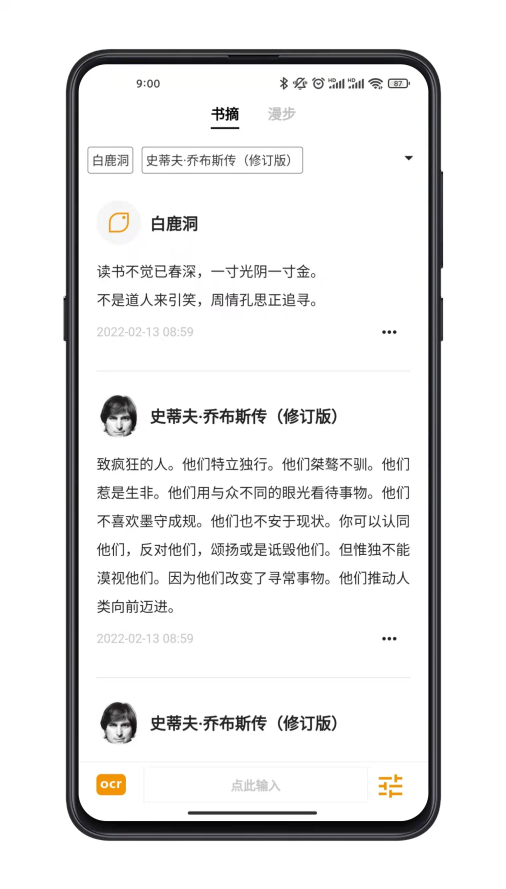 9:00
HD HD 87
书摘 漫步
白鹿洞 史蒂夫·乔布斯传（修订版）
白鹿洞
读书不觉已春深，一寸光阴一寸金。
不是道人来引笑，周情孔思正追寻。
2022-02-13 08:59
史蒂夫·乔布斯传（修订版）
致疯狂的人。他们特立独行。他们桀骜不驯。他们
惹是生非。他们用与众不同的眼光看待事物。他们
不喜欢墨守成规。他们也不安于现状。你可以认同
他们，反对他们，颂扬或是诋毁他们。但惟独不能
漠视他们。因为他们改变了寻常事物。他们推动人
类向前迈进。
2022-02-13 08:59
史蒂夫·乔布斯传（修订版）
ocr 点此输入